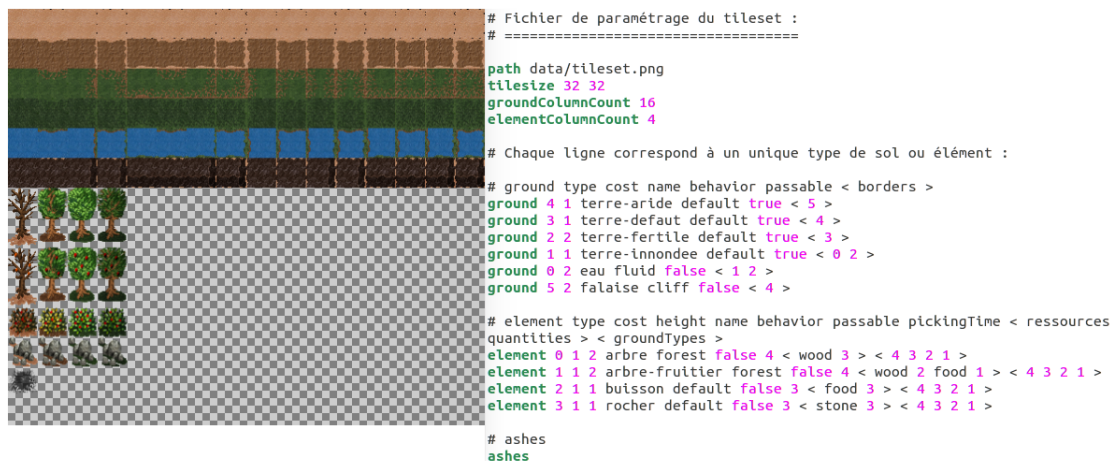 # Fichier de paramétrage du tileset :
# ===================================
path data/tileset.png
tilesize 32 32
groundColumnCount 16
elementColumnCount 4
# Chaque ligne correspond à un unique type de sol ou élément :
# ground type cost name behavior passable < borders >
ground 4 1 terre-aride default true < 5 >
ground 3 1 terre-defaut default true < 4 >
ground 2 2 terre-fertile default true < 3 >
ground 1 1 terre-innondee default true < 0 2 >
ground 0 2 eau fluid false < 1 2 >
ground 5 2 falaise cliff false < 4 >
# element type cost height name behavior passable pickingTime < ressources
quantities > < groundTypes >
element 0 1 2 arbre forest false 4 < wood 3 > < 4 3 2 1 >
element 1 1 2 arbre-fruitier forest false 4 < wood 2 food 1 > < 4 3 2 1 >
element 2 1 1 buisson default false 3 < food 3 > < 4 3 2 1 >
element 3 1 1 rocher default false 3 < stone 3 > < 4 3 2 1 >
# ashes
ashes